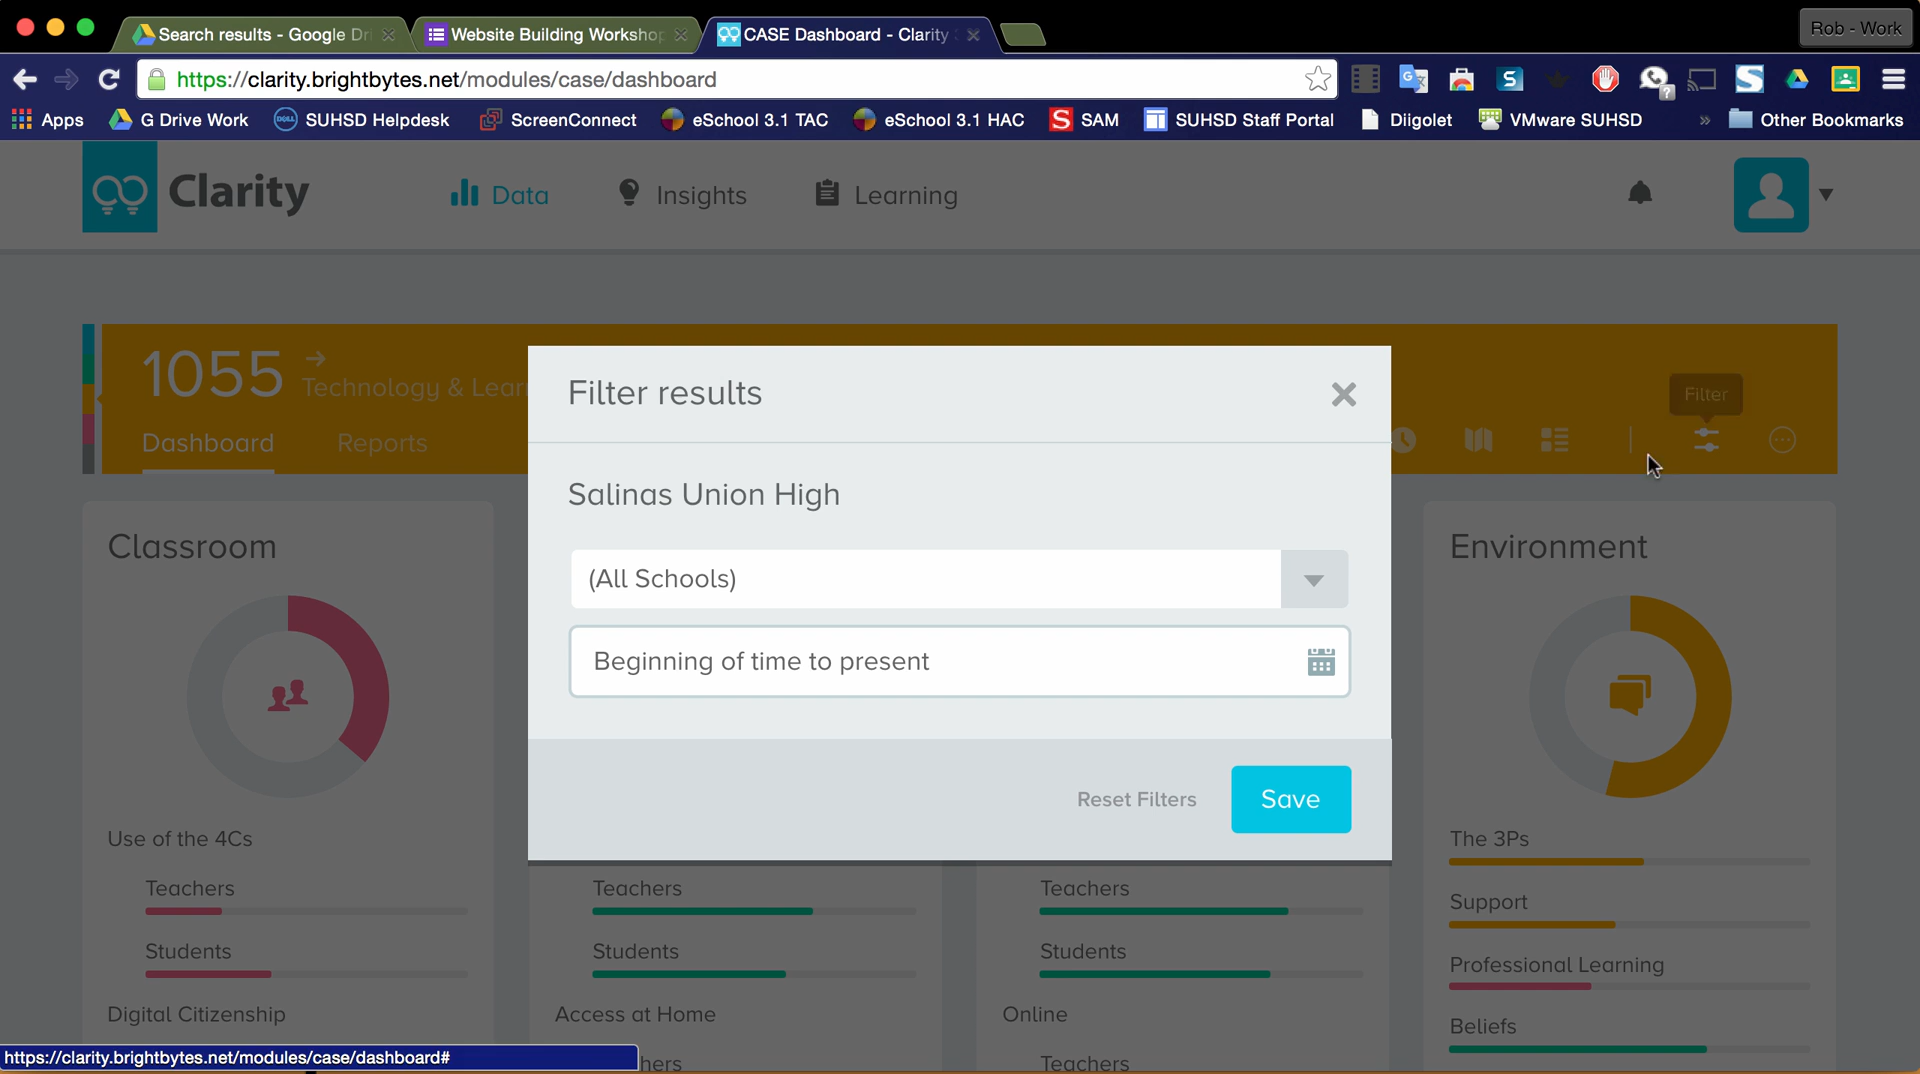 Search results - Google Dri
Website Building Workshop
CASE Dashboard - Clarity
Rob - Work
https://clarity.brightbytes.net/modules/case/dashboard
Apps
G Drive Work
DELL
SUHSD Helpdesk
ScreenConnect
eSchool 3.1 TAC
eSchool 3.1 HAC
S SAM
SUHSD Staff Portal
Diigolet
VMware SUHSD
»
Other Bookmarks
Clarity
Data
Insights
Learning
1055
Technology & Lear
Dashboard
Reports
Filter
Filter results
Salinas Union High
(All Schools)
Beginning of time to present
Reset Filters
Save
Classroom
Use of the 4Cs
Teachers
Students
Digital Citizenship
Teachers
Students
Access at Home
hers
Teachers
Students
Online
Teachers
Environment
The 3Ps
Support
Professional Learning
Beliefs
https://clarity.brightbytes.net/modules/case/dashboard#